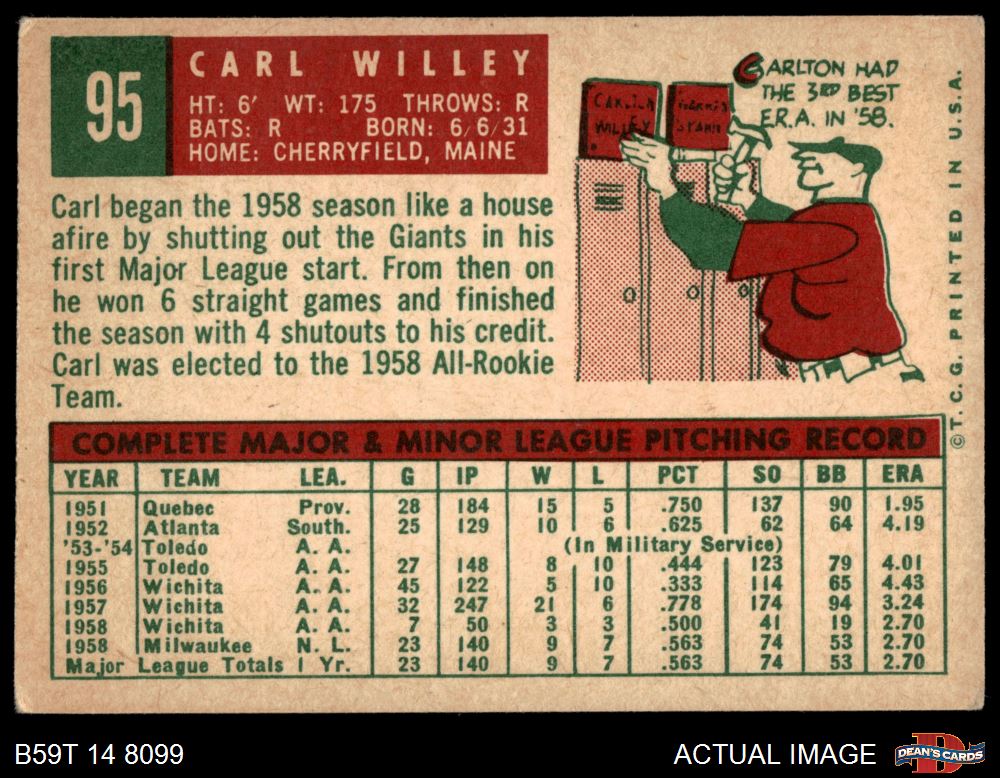 95
CARL WILLEY
HT: 6' WT: 175 THROWS: R
BATS: R BORN: 6/6/31
HOME: CHERRYFIELD, MAINE
CARLTON HAD
THE 3RD BEST
E.R.A. IN '58.
CARLTON
WILLEY
SPAHN
Carl began the 1958 season like a house
afire by shutting out the Giants in his
first Major League start. From then on
he won 6 straight games and finished
the season with 4 shutouts to his credit.
Carl was elected to the 1958 All-Rookie
Team.
© T. C. G. PRINTED IN U.S.A.
COMPLETE MAJOR & MINOR LEAGUE PITCHING RECORD
YEAR TEAM LEA. G IP W L PCT SO BB ERA
1951 Quebec Prov. 28 184 15 5 .750 137 90 1.95
1952 Atlanta South. 25 129 10 6 .625 62 64 4.19
'53-'54 Toledo A. A. (In Military Service)
1955 Toledo A. A. 27 148 8 10 .444 123 79 4.01
1956 Wichita A. A. 45 122 5 10 .333 114 65 4.43
1957 Wichita A. A. 32 247 21 6 .778 174 94 3.24
1958 Wichita A. A. 7 50 3 3 .500 41 19 2.70
1958 Milwaukee N. L. 23 140 9 7 .563 74 53 2.70
Major League Totals 1 Yr. 23 140 9 7 .563 74 53 2.70
B59T 14 8099
ACTUAL IMAGE
DEAN'S CARDS